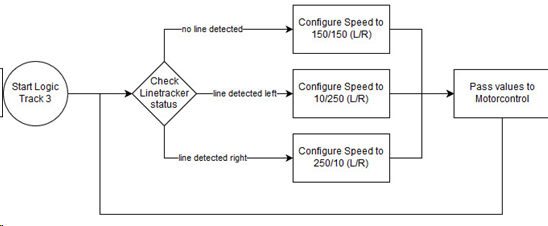 Start Logic
Track 3
Check
Linetracker
status
no line detected
Configure Speed to
150/150 (L/R)
line detected left
Configure Speed to
10/250 (L/R)
line detected right
Configure Speed to
250/10 (L/R)
Pass values to
Motorcontrol